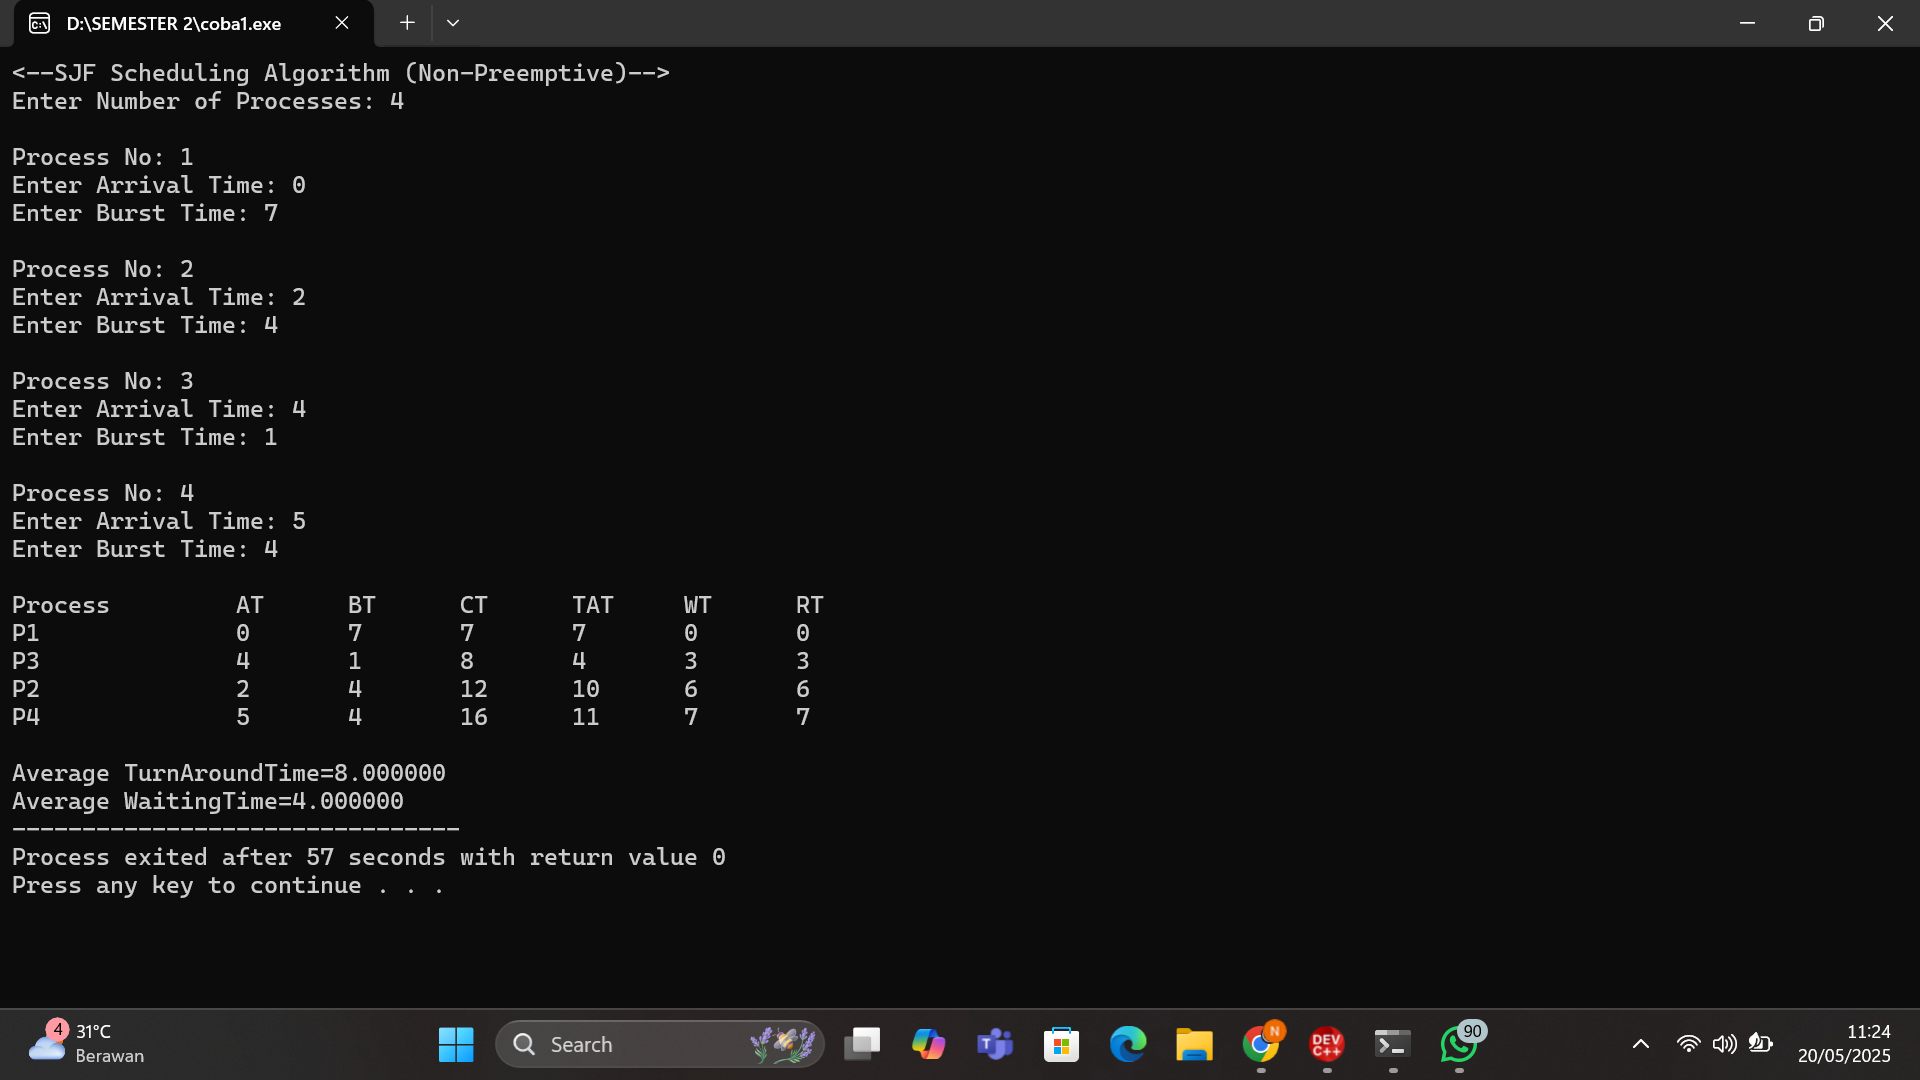 D:\SEMESTER 2\coba1.exe
<--SJF Scheduling Algorithm (Non-Preemptive)-->
Enter Number of Processes: 4
Process No: 1
Enter Arrival Time: 0
Enter Burst Time: 7
Process No: 2
Enter Arrival Time: 2
Enter Burst Time: 4
Process No: 3
Enter Arrival Time: 4
Enter Burst Time: 1
Process No: 4
Enter Arrival Time: 5
Enter Burst Time: 4
Process AT BT CT TAT WT RT
P1 0 7 7 7 0 0
P3 4 1 8 4 3 3
P2 2 4 12 10 6 6
P4 5 4 16 11 7 7
Average TurnAroundTime=8.000000
Average WaitingTime=4.000000
--------------------------------
Process exited after 57 seconds with return value 0
Press any key to continue . . .
4 31°C
Berawan
Search
T
N
DEV
C++
90
11:24
20/05/2025